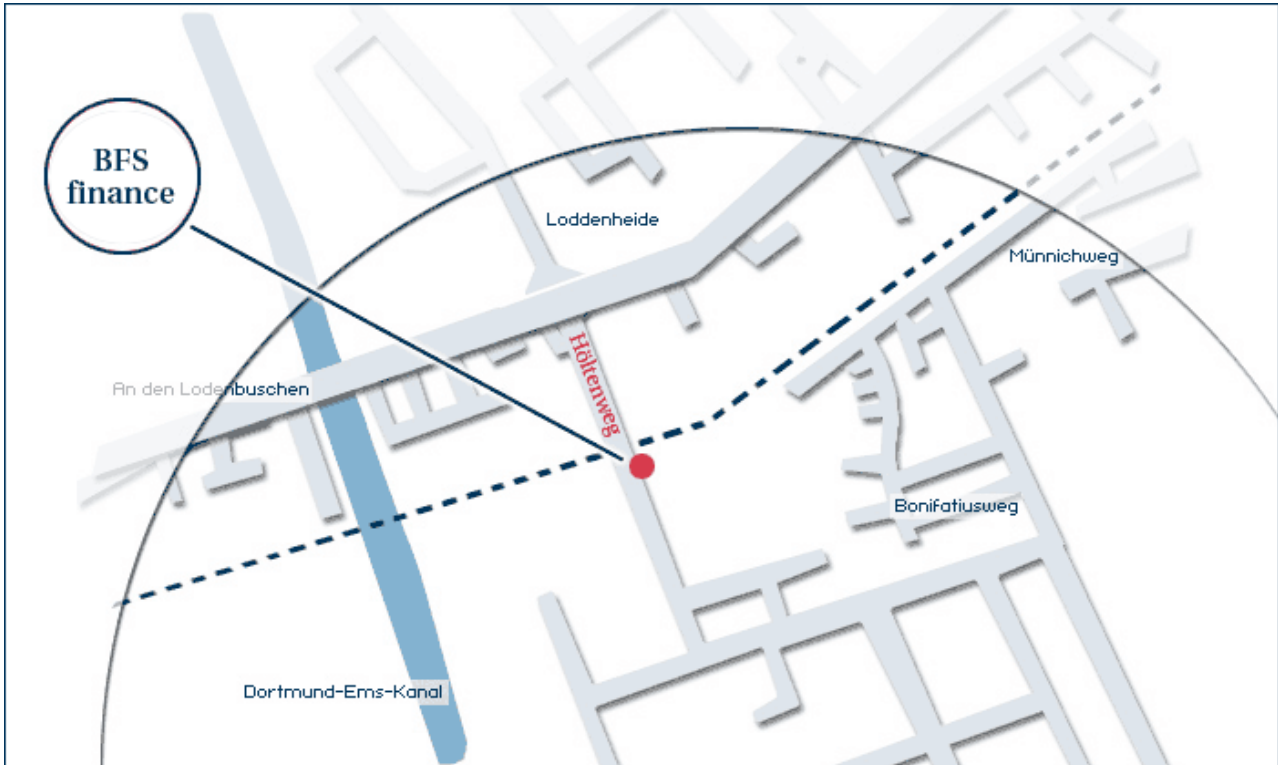 BFS
finance
Loddenheide
Münnichweg
Höltenweg
An den Lodenbuschen
Bonifatiusweg
Dortmund-Ems-Kanal